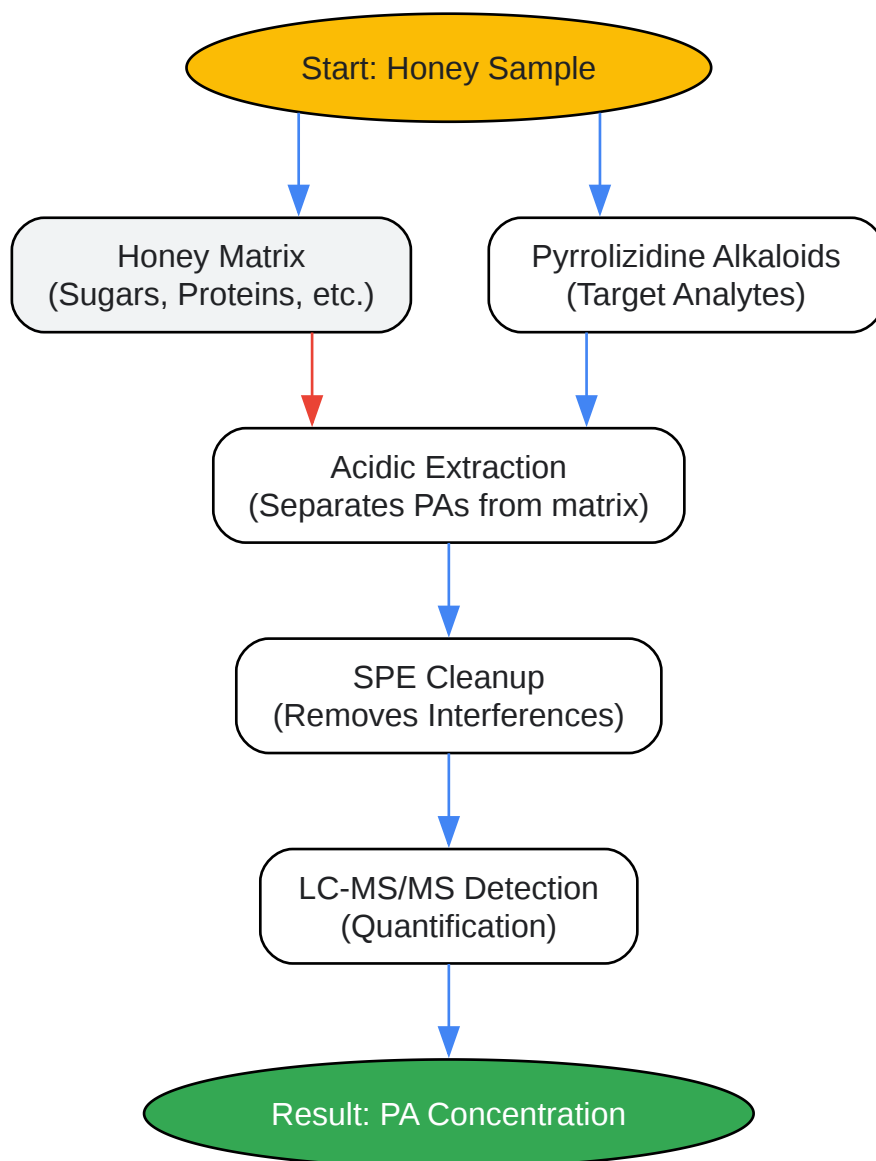 Start: Honey Sample
Honey Matrix
(Sugars, Proteins, etc.)
Pyrrolizidine Alkaloids
(Target Analytes)
Acidic Extraction
(Separates PAs from matrix)
SPE Cleanup
(Removes Interferences)
LC-MS/MS Detection
(Quantification)
Result: PA Concentration